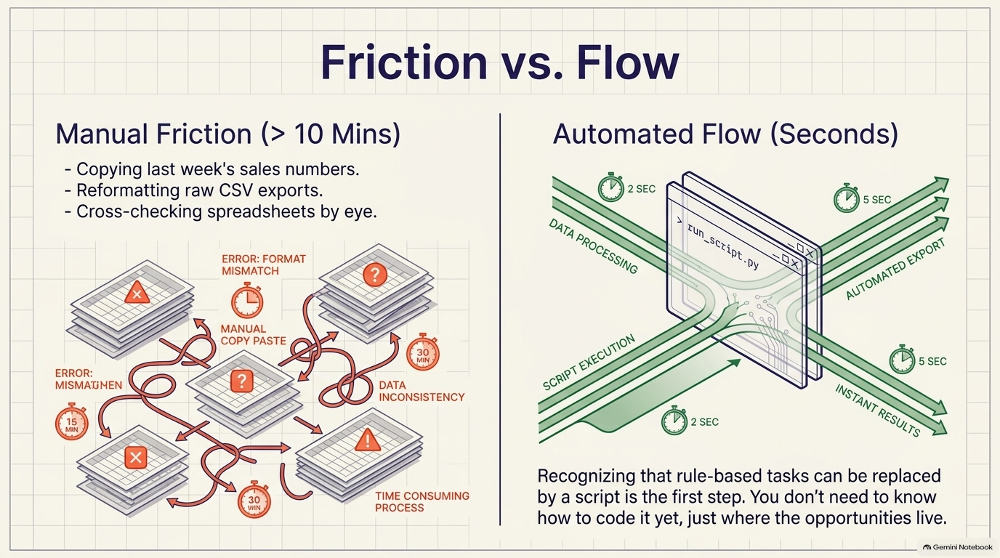 Friction vs. Flow
Manual Friction (> 10 Mins)
- Copying last week's sales numbers.
- Reformatting raw CSV exports.
- Cross-checking spreadsheets by eye.
ERROR: FORMAT
MISMATCH
MANUAL
COPY PASTE
30
MIN
ERROR:
MISMATȷHEN
DATA
INCONSISTENCY
15
MIN
30
WIN
TIME CONSUMING
PROCESS
Automated Flow (Seconds)
2 SEC
5 SEC
> run_script.py
DATA PROCESSING
AUTOMATED EXPORT
SCRIPT EXECUTION
5 SEC
INSTANT RESULTS
2 SEC
Recognizing that rule-based tasks can be replaced
by a script is the first step. You don't need to know
how to code it yet, just where the opportunities live.
Gemini Notebook